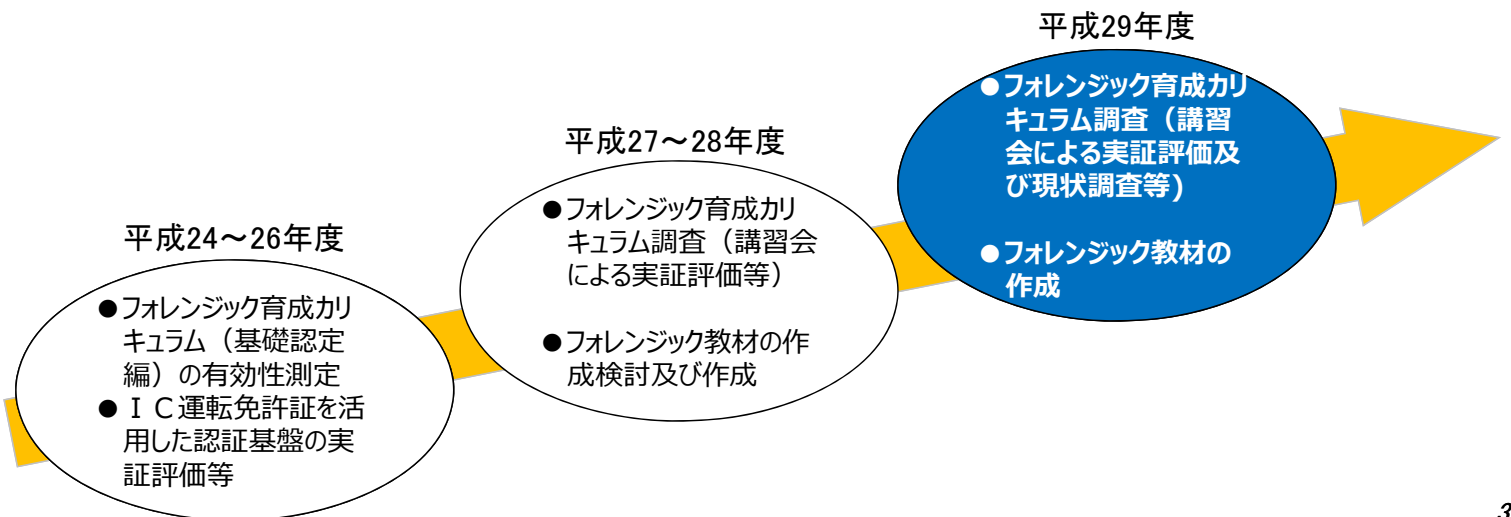 平成24～26年度
●フォレンジック育成カリ
キュラム（基礎認定
編）の有効性測定
●ＩＣ運転免許証を活
用した認証基盤の実
証評価等
平成27～28年度
●フォレンジック育成カリ
キュラム調査（講習会
による実証評価等）
●フォレンジック教材の作
成検討及び作成
平成29年度
●フォレンジック育成カリ
キュラム調査（講習
会による実証評価及
び現状調査等)
●フォレンジック教材の
作成
3